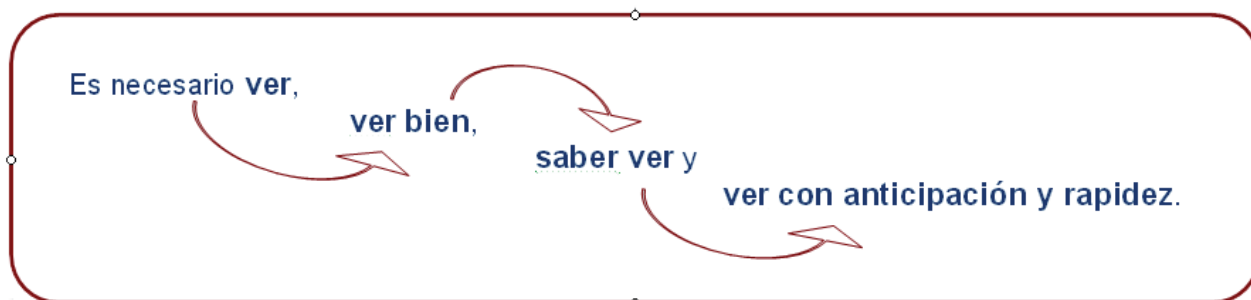 Es necesario ver,
ver bien,
saber ver y
ver con anticipación y rapidez.